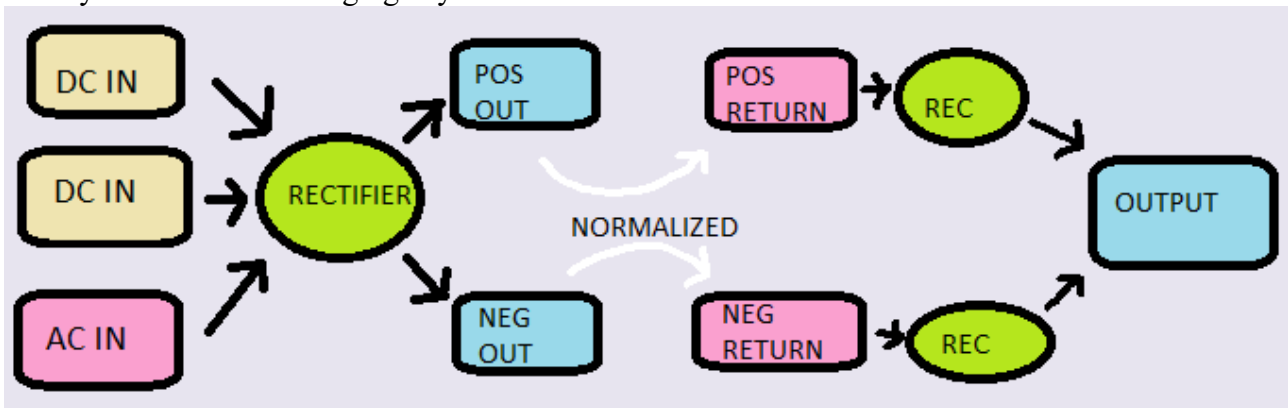 DC IN
DC IN
AC IN
RECTIFIER
POS
OUT
NEG
OUT
NORMALIZED
POS
RETURN
NEG
RETURN
REC
REC
OUTPUT